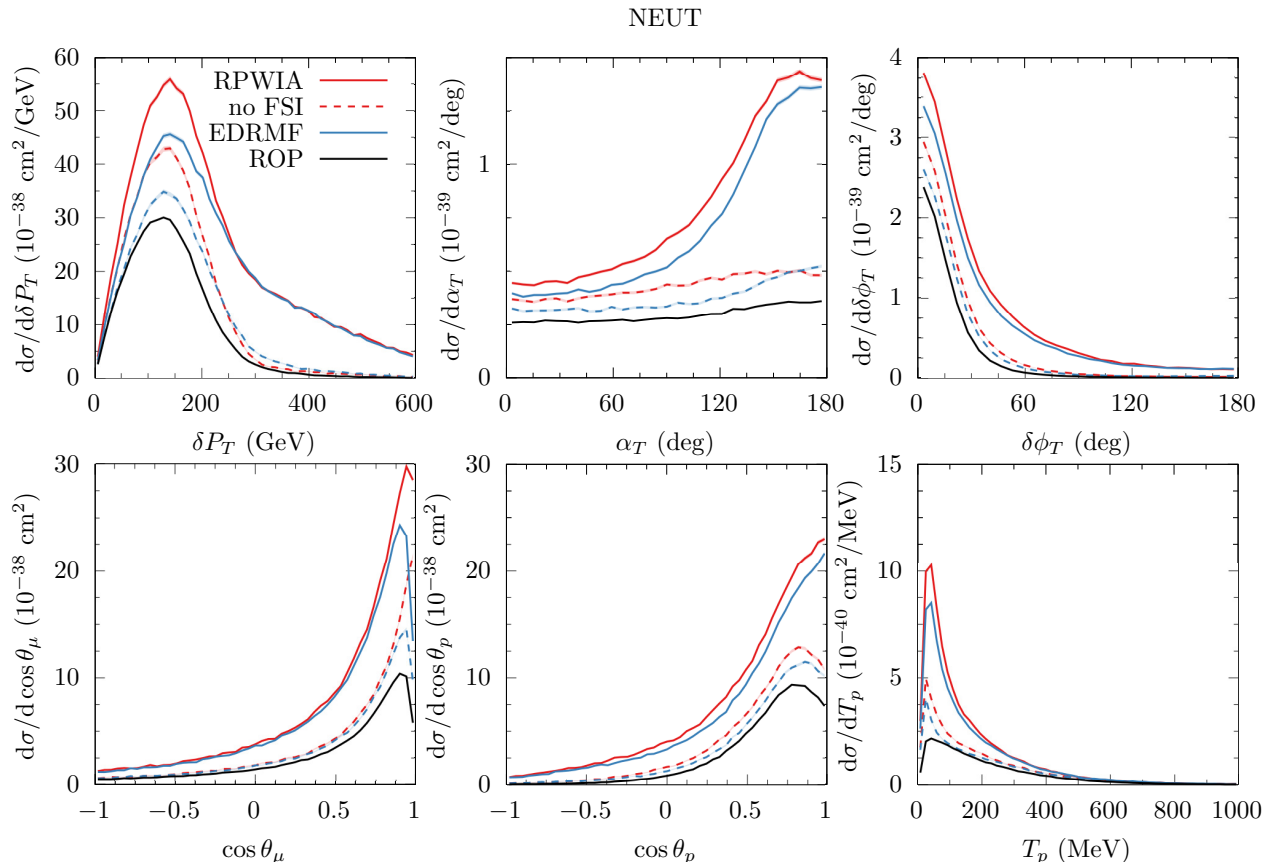 NEUT
dσ/dδP_T (10^−38 cm^2/GeV)
60
50
40
30
20
10
0
RPWIA
no FSI
EDRMF
ROP
0 200 400 600
δP_T (GeV)
dσ/dα_T (10^−39 cm^2/deg)
1
0
0 60 120 180
α_T (deg)
dσ/dδϕ_T (10^−39 cm^2/deg)
4
3
2
1
0
0 60 120 180
δϕ_T (deg)
dσ/d cos θ_μ (10^−38 cm^2)
30
20
10
0
−1 −0.5 0 0.5 1
cos θ_μ
dσ/d cos θ_p (10^−38 cm^2)
30
20
10
0
−1 −0.5 0 0.5 1
cos θ_p
dσ/dT_p (10^−40 cm^2/MeV)
15
10
5
0
0 200 400 600 800 1000
T_p (MeV)